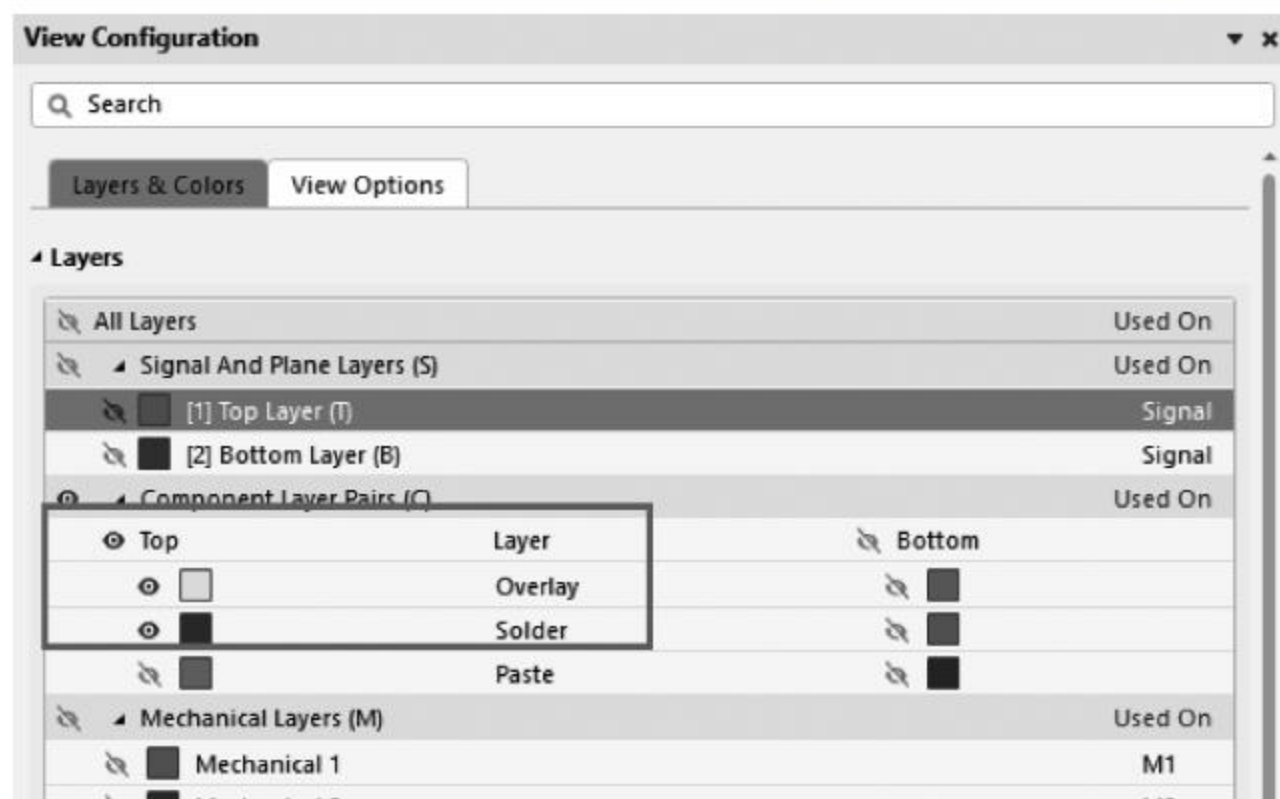 View Configuration
Search
Layers & Colors View Options
Layers
All Layers Used On
Signal And Plane Layers (S) Used On
[1] Top Layer (T) Signal
[2] Bottom Layer (B) Signal
Component Layer Pairs (C) Used On
Top Layer Bottom
Overlay
Solder
Paste
Mechanical Layers (M) Used On
Mechanical 1 M1